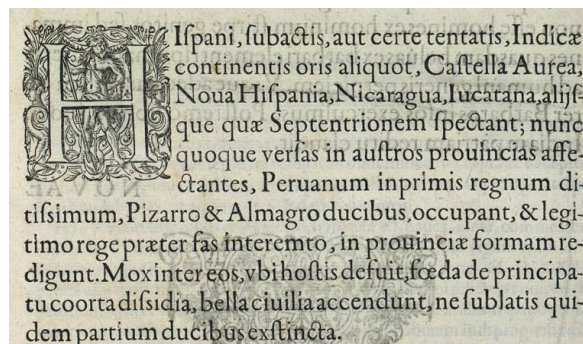 HIſpani, ſubactis, aut certe tentatis, Indicæ
continentis oris aliquot, Caſtella Aurea,
Noua Hiſpania, Nicaragua, Iucatana, alijſ-
que quæ Septentrionem ſpectant; nunc
quoque verſas in auſtros prouincias affe-
ctantes, Peruanum inprimis regnum di-
tiſsimum, Pizarro & Almagro ducibus, occupant, & legi
timo rege præter fas interemto, in prouinciæ formam re-
digunt. Mox inter eos, vbi hoſtis defuit, fœda de principa-
tu coorta diſsidia, bella ciuilia accendunt, ne ſublatis qui-
dem partium ducibus exſtincta.